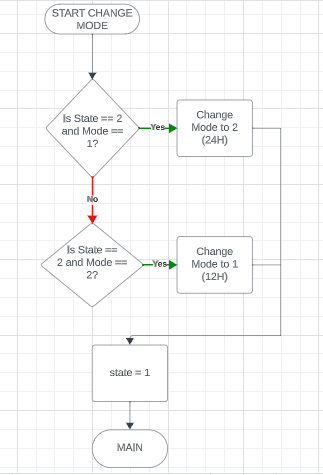 START CHANGE
MODE
Is State == 2
and Mode ==
1?
Yes
Change
Mode to 2
(24H)
No
Is State ==
2 and Mode ==
2?
Yes
Change
Mode to 1
(12H)
state = 1
MAIN